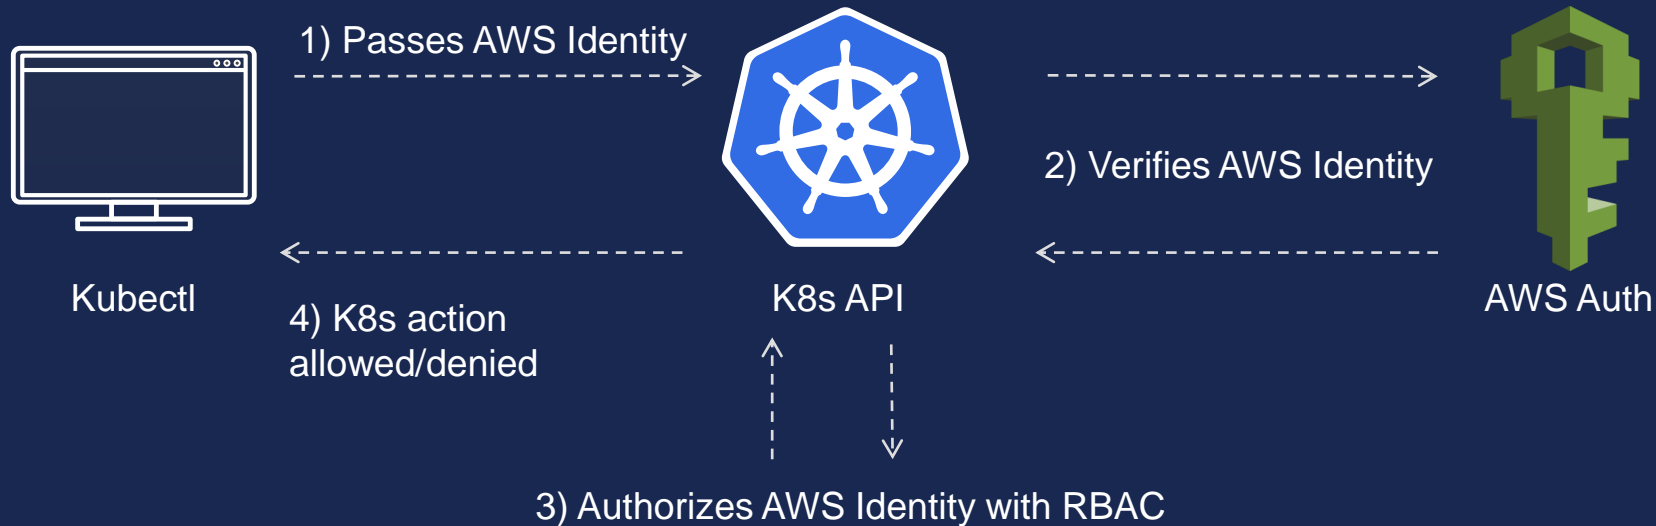 1) Passes AWS Identity
2) Verifies AWS Identity
Kubectl
K8s API
AWS Auth
4) K8s action
allowed/denied
3) Authorizes AWS Identity with RBAC